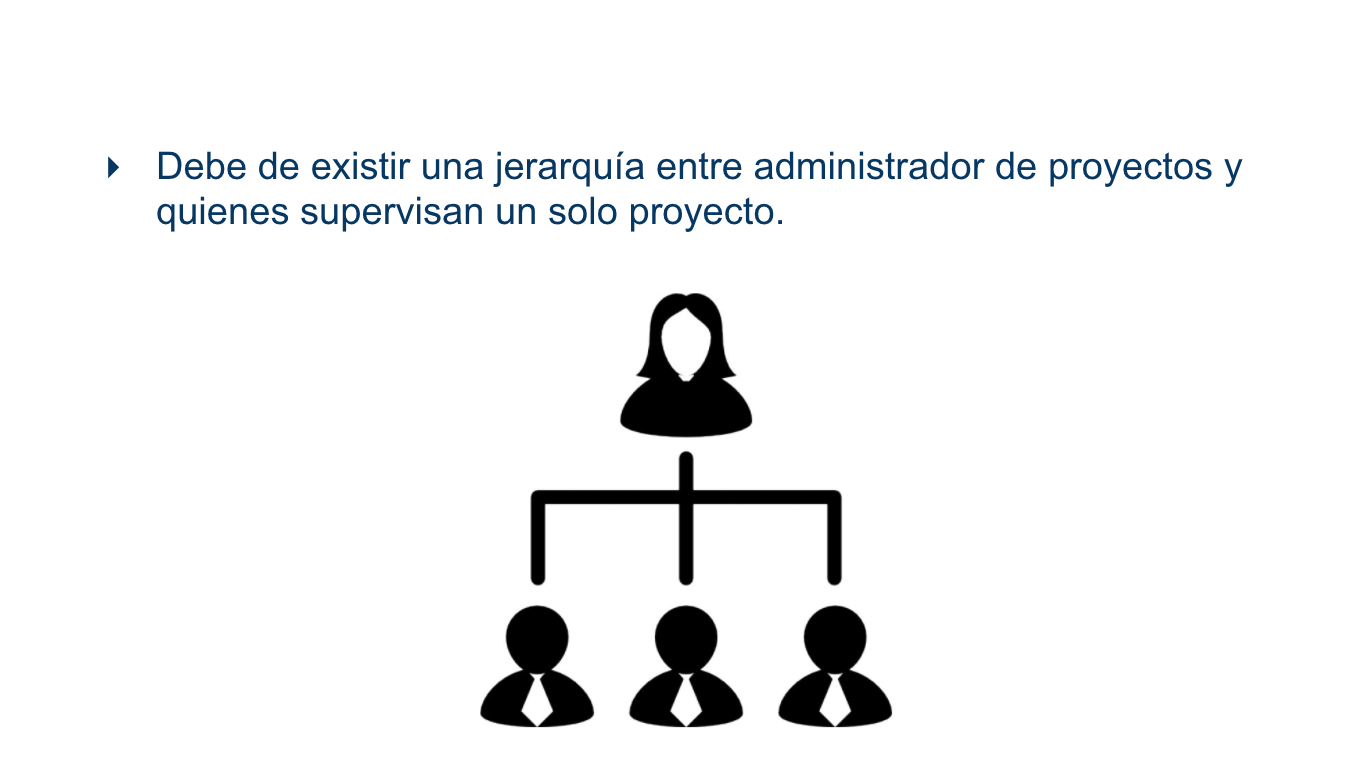 Debe de existir una jerarquía entre administrador de proyectos y
quienes supervisan un solo proyecto.